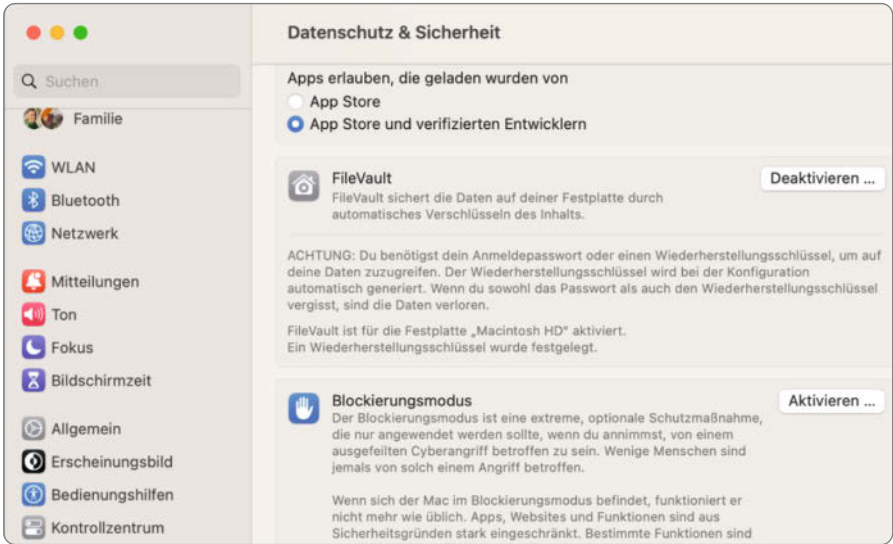 Datenschutz & Sicherheit
Suchen
Familie
WLAN
Bluetooth
Netzwerk
Mitteilungen
Ton
Fokus
Bildschirmzeit
Allgemein
Erscheinungsbild
Bedienungshilfen
Kontrollzentrum
Apps erlauben, die geladen wurden von
App Store
App Store und verifizierten Entwicklern
FileVault
Deaktivieren ...
FileVault sichert die Daten auf deiner Festplatte durch
automatisches Verschlüsseln des Inhalts.
ACHTUNG: Du benötigst dein Anmeldepasswort oder einen Wiederherstellungsschlüssel, um auf
deine Daten zuzugreifen. Der Wiederherstellungsschlüssel wird bei der Konfiguration
automatisch generiert. Wenn du sowohl das Passwort als auch den Wiederherstellungsschlüssel
vergisst, sind die Daten verloren.
FileVault ist für die Festplatte „Macintosh HD" aktiviert.
Ein Wiederherstellungsschlüssel wurde festgelegt.
Blockierungsmodus
Aktivieren ...
Der Blockierungsmodus ist eine extreme, optionale Schutzmaßnahme,
die nur angewendet werden sollte, wenn du annimmst, von einem
ausgefeilten Cyberangriff betroffen zu sein. Wenige Menschen sind
jemals von solch einem Angriff betroffen.
Wenn sich der Mac im Blockierungsmodus befindet, funktioniert er
nicht mehr wie üblich. Apps, Websites und Funktionen sind aus
Sicherheitsgründen stark eingeschränkt. Bestimmte Funktionen sind